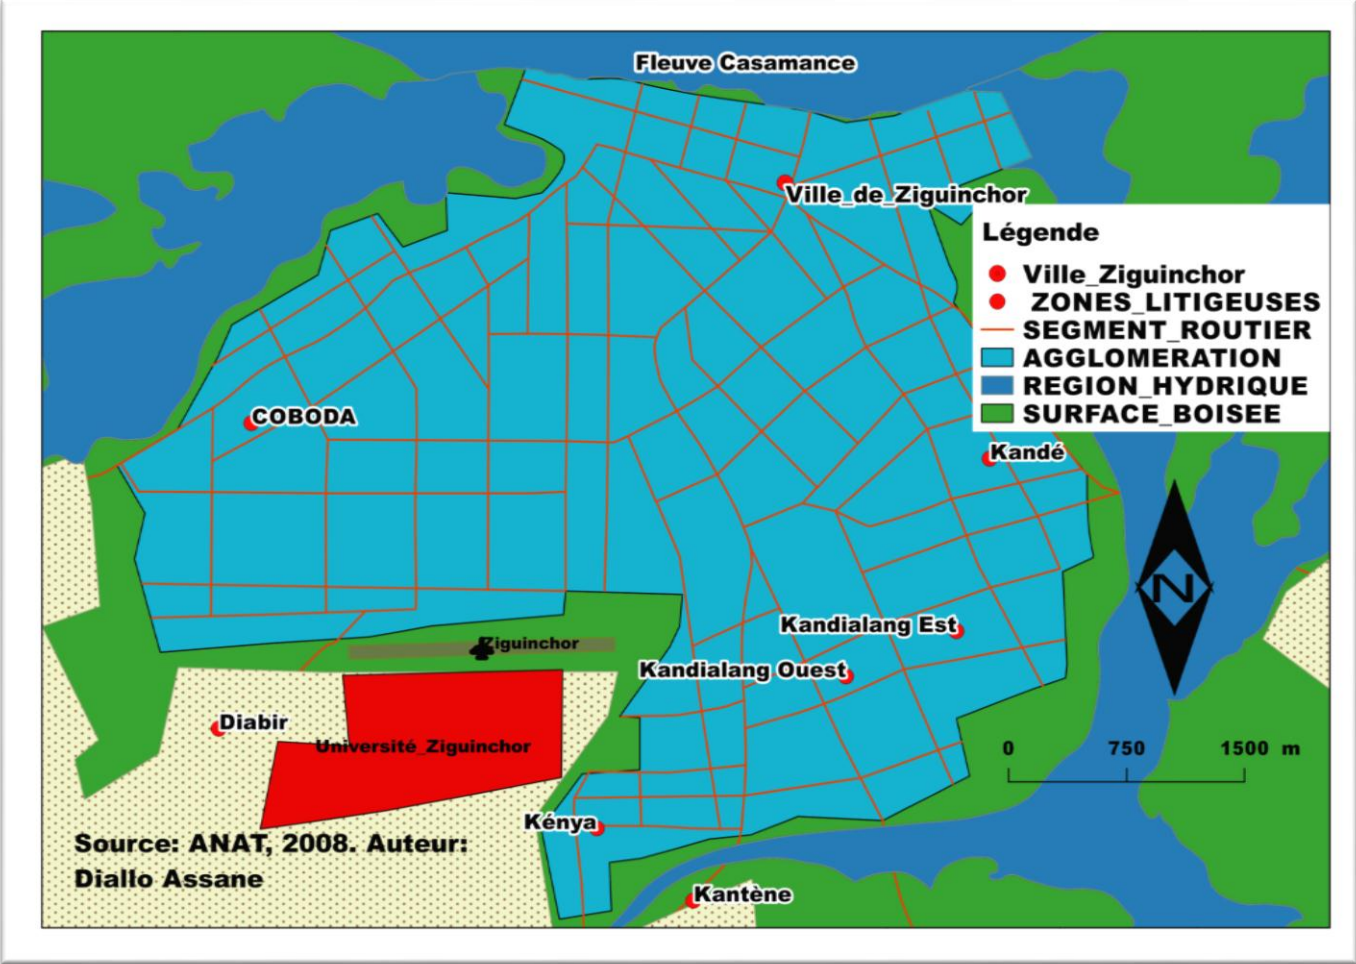 Fleuve Casamance
Ville_de_Ziguinchor
Légende
Ville_Ziguinchor
ZONES_LITIGEUSES
SEGMENT_ROUTIER
AGGLOMERATION
REGION_HYDRIQUE
SURFACE_BOISEE
COBODA
Kandé
N
Kandialang Est
Ziguinchor
Kandialang Ouest
Diabir
Université_Ziguinchor
0 750 1500 m
Kénya
Source: ANAT, 2008. Auteur:
Diallo Assane
Kantène